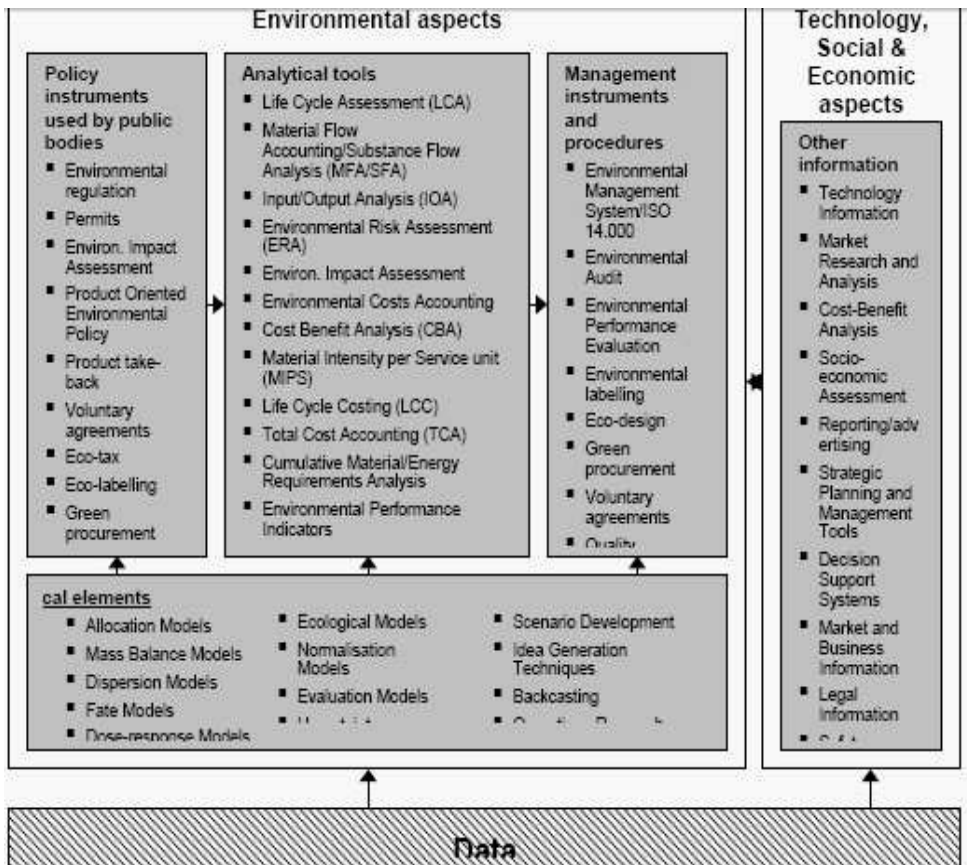 Environmental aspects
Policy
instruments
used by public
bodies
Environmental
regulation
Permits
Environ. Impact
Assessment
Product Oriented
Environmental
Policy
Product take-
back
Voluntary
agreements
Eco-tax
Eco-labelling
Green
procurement
Analytical tools
Life Cycle Assessment (LCA)
Material Flow
Accounting/Substance Flow
Analysis (MFA/SFA)
Input/Output Analysis (IOA)
Environmental Risk Assessment
(ERA)
Environ. Impact Assessment
Environmental Costs Accounting
Cost Benefit Analysis (CBA)
Material Intensity per Service unit
(MIPS)
Life Cycle Costing (LCC)
Total Cost Accounting (TCA)
Cumulative Material/Energy
Requirements Analysis
Environmental Performance
Indicators
Management
instruments
and
procedures
Environmental
Management
System/ISO
14.000
Environmental
Audit
Environmental
Performance
Evaluation
Environmental
labelling
Eco-design
Green
procurement
Voluntary
agreements
Quality
cal elements
Allocation Models
Mass Balance Models
Dispersion Models
Fate Models
Dose-response Models
Ecological Models
Normalisation
Models
Evaluation Models
Scenario Development
Idea Generation
Techniques
Backcasting
Technology,
Social &
Economic
aspects
Other
information
Technology
Information
Market
Research and
Analysis
Cost-Benefit
Analysis
Socio-
economic
Assessment
Reporting/adv
ertising
Strategic
Planning and
Management
Tools
Decision
Support
Systems
Market and
Business
Information
Legal
Information
Data